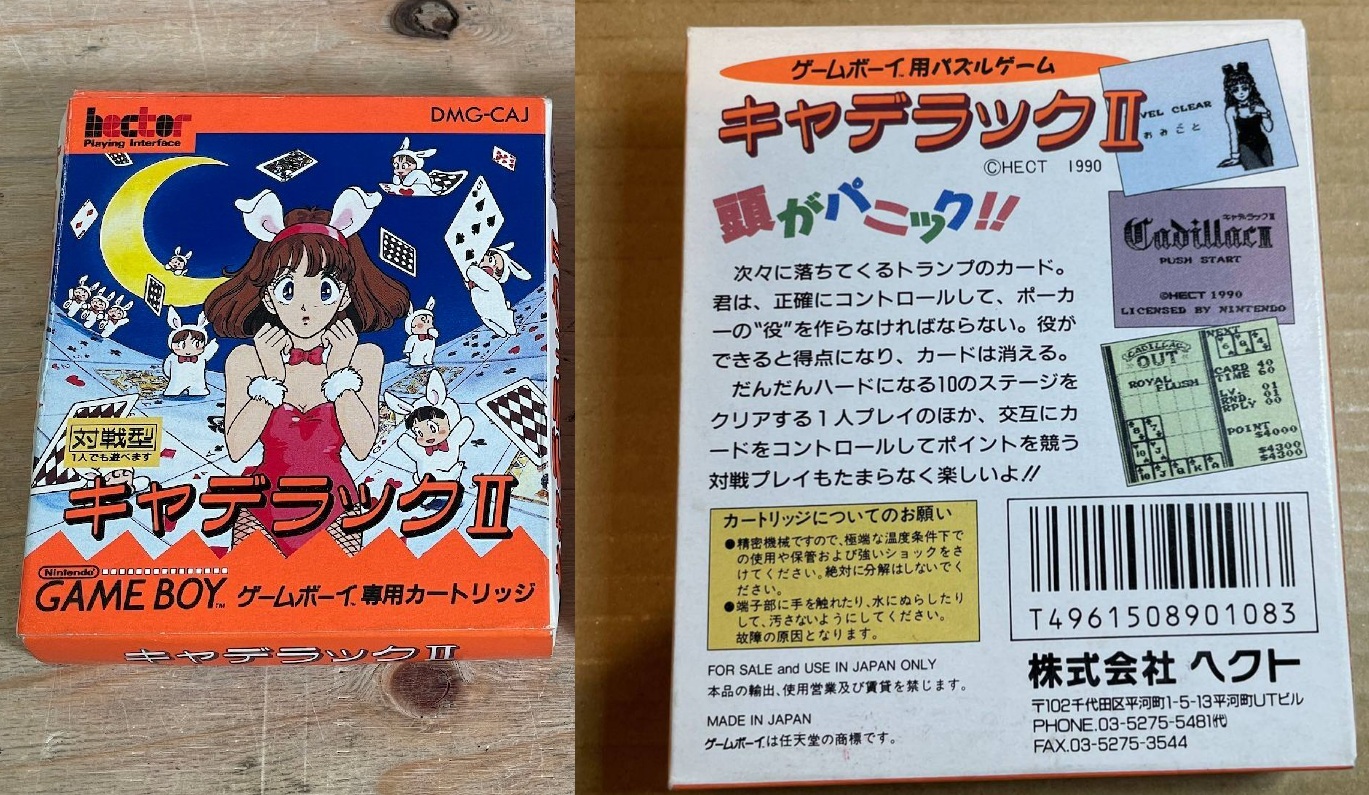 hector
Playing Interface
DMG-CAJ
対戦型
1人でも遊べます
キャデラックⅡ
Nintendo
GAME BOY™ ゲームボーイ™専用カートリッジ
キャデラックⅡ
ゲームボーイ™用パズルゲーム
キャデラックⅡ
©HECT 1990
VEL CLEAR
おみごと
頭がパニック!!
キャデラックⅡ
Cadillac Ⅱ
PUSH START
©HECT 1990
LICENSED BY NINTENDO
次々に落ちてくるトランプのカード。
君は、正確にコントロールして、ポーカ
ーの“役”を作らなければならない。役が
できると得点になり、カードは消える。
だんだんハードになる10のステージを
クリアする1人プレイのほか、交互にカ
ードをコントロールしてポイントを競う
対戦プレイもたまらなく楽しいよ!!
CADILLAC
OUT
ROYAL
FLUSH
NEXT
CARD 40
TIME 60
LV. 01
RND. 01
RPLY 00
POINT
$4000
$4300
$4300
カートリッジについてのお願い
●精密機械ですので、極端な温度条件下で
の使用や保管および強いショックをさ
けてください。絶対に分解はしないでく
ださい。
●端子部に手を触れたり、水にぬらしたり
して、汚さないようにしてください。
故障の原因となります。
T4961508901083
FOR SALE and USE IN JAPAN ONLY
本品の輸出、使用営業及び賃貸を禁じます。
MADE IN JAPAN
ゲームボーイ™は任天堂の商標です。
株式会社 ヘクト
〒102千代田区平河町1-5-13平河町UTビル
PHONE.03-5275-5481㈹
FAX.03-5275-3544